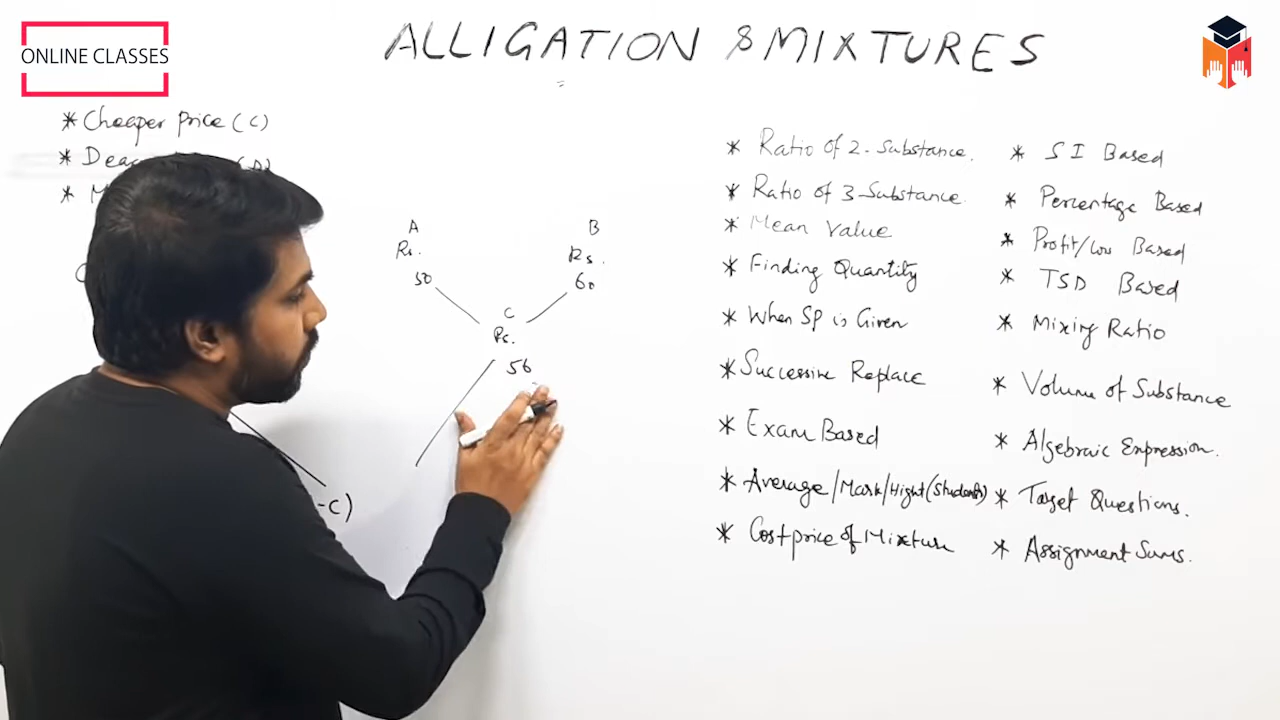 ONLINE CLASSES
ALLIGATION & MIXTURES
* Cheaper Price (C)
*
*
-C)
A
Rs.
50
B
Rs.
60
C
Rs.
56
* Ratio of 2-Substance.
* Ratio of 3-Substance.
* Mean Value
* Finding Quantity
* When SP is Given
* Successive Replace
* Exam Based
* Average/Mark/Hight (Students)
* Cost price of Mixture
* SI Based
* Percentage Based
* Profit/Loss Based
* TSD Based
* Mixing Ratio
* Volume of Substance
* Algebraic Expression.
* Target Questions.
* Assignment Sums.